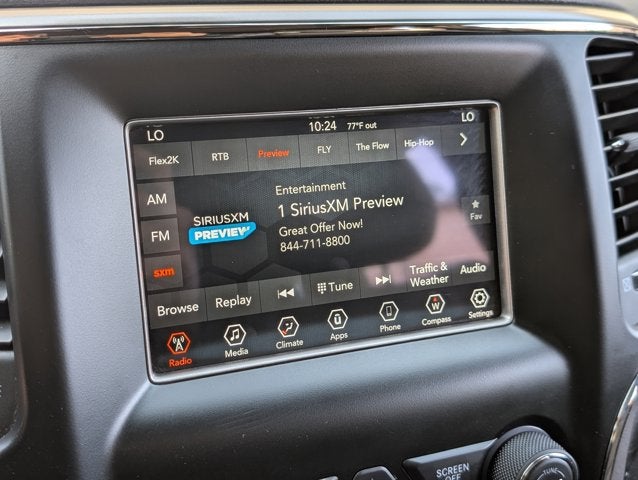 LO 10:24 77°F out LO
Flex2K RTB Preview FLY The Flow Hip-Hop
AM
FM
sxm
SIRIUSXM
PREVIEW
Entertainment
1 SiriusXM Preview
Great Offer Now!
844-711-8800
Fav
Browse Replay Tune Traffic & Weather Audio
Radio Media Climate Apps Phone Compass Settings
W
SCREEN
OFF
TUNE